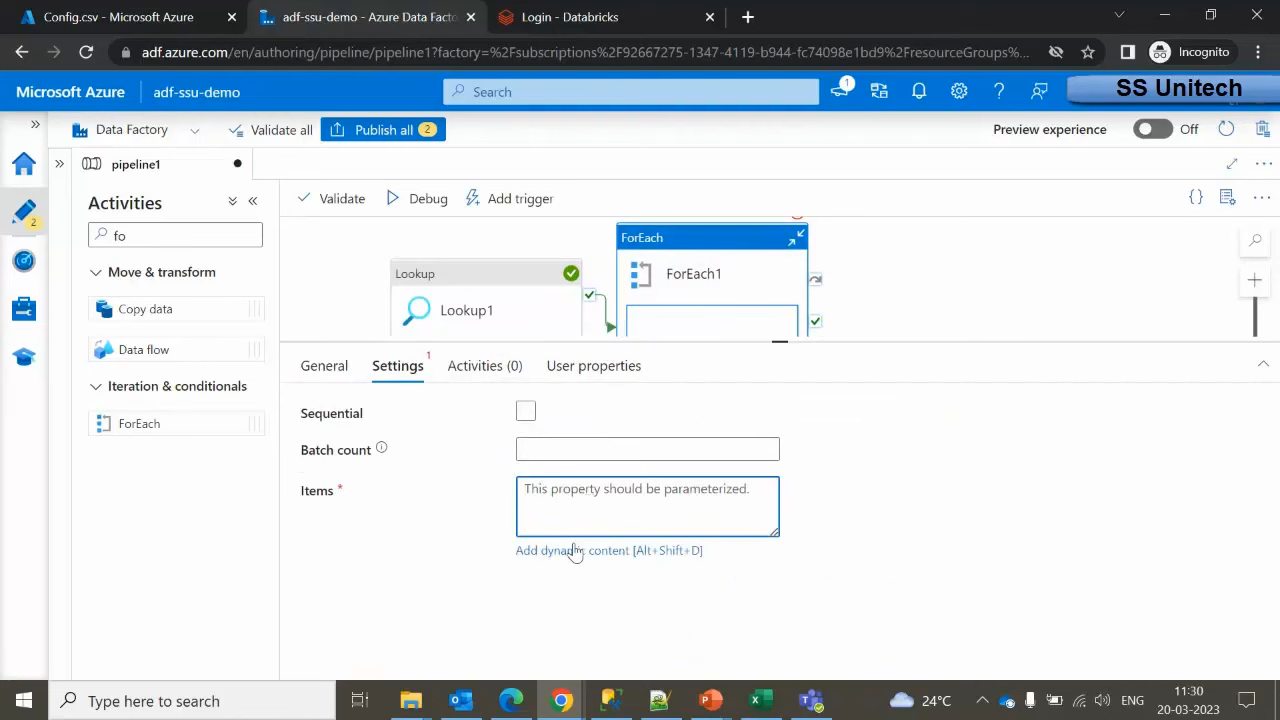 Config.csv - Microsoft Azure
adf-ssu-demo - Azure Data Fact
Login - Databricks
adf.azure.com/en/authoring/pipeline/pipeline1?factory=%2Fsubscriptions%2F92667275-1347-4119-b944-fc74098e1bd9%2FresourceGroups%...
Incognito
Microsoft Azure
adf-ssu-demo
Search
1
SS Unitech
Data Factory
Validate all
Publish all
2
Preview experience
Off
pipeline1
2
Activities
fo
Move & transform
Copy data
Data flow
Iteration & conditionals
ForEach
Validate
Debug
Add trigger
ForEach
ForEach1
Lookup
Lookup1
General
Settings
1
Activities (0)
User properties
Sequential
Batch count
Items *
This property should be parameterized.
Add dynamic content [Alt+Shift+D]
Type here to search
24°C
ENG
11:30
20-03-2023